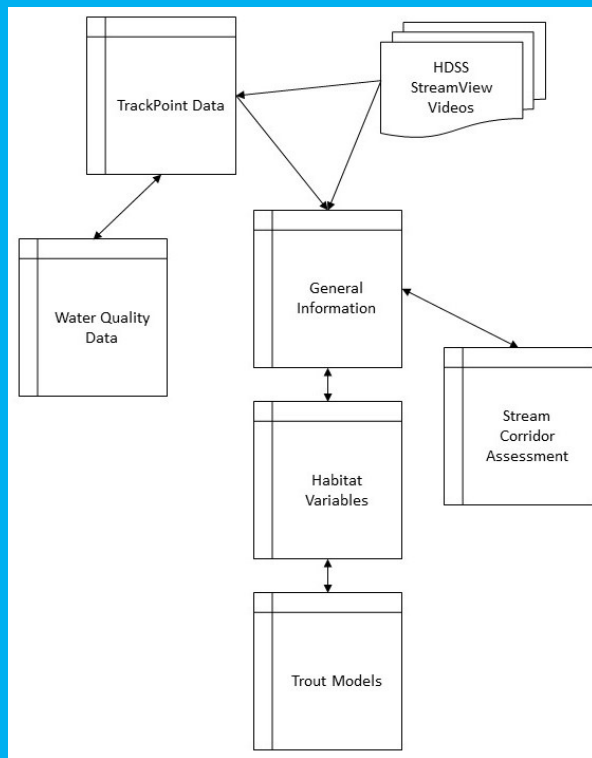 TrackPoint Data
HDSS
StreamView
Videos
General
Information
Water Quality
Data
Stream
Corridor
Assessment
Habitat
Variables
Trout Models